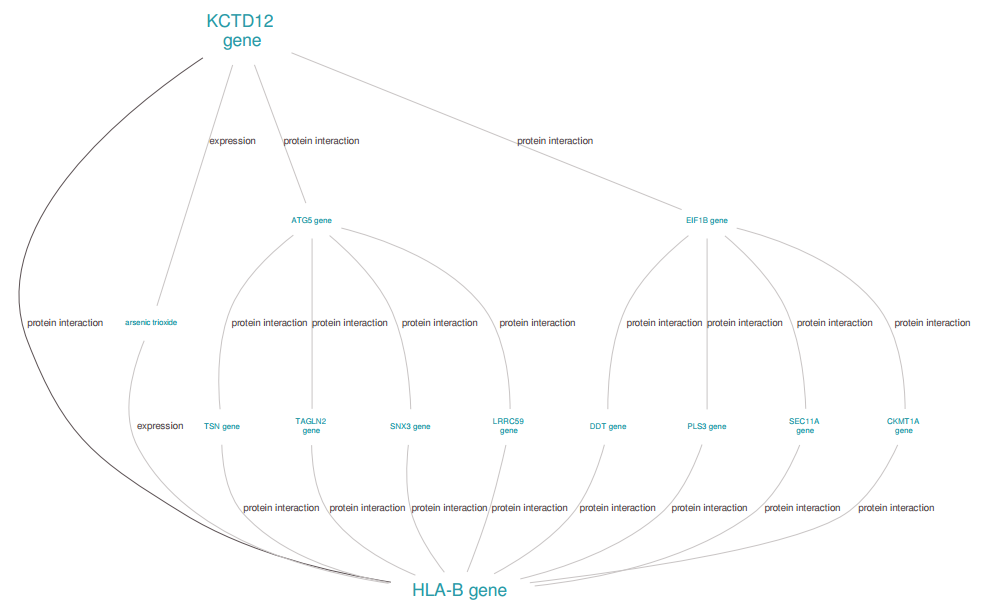 KCTD12
gene
expression
protein interaction
protein interaction
ATG5 gene
EIF1B gene
protein interaction
arsenic trioxide
protein interaction
protein interaction
protein interaction
protein interaction
protein interaction
protein interaction
protein interaction
protein interaction
expression
TSN gene
TAGLN2
gene
SNX3 gene
LRRC59
gene
DDT gene
PLS3 gene
SEC11A
gene
CKMT1A
gene
protein interaction
protein interaction
protein interaction
protein interaction
protein interaction
protein interaction
protein interaction
protein interaction
HLA-B gene